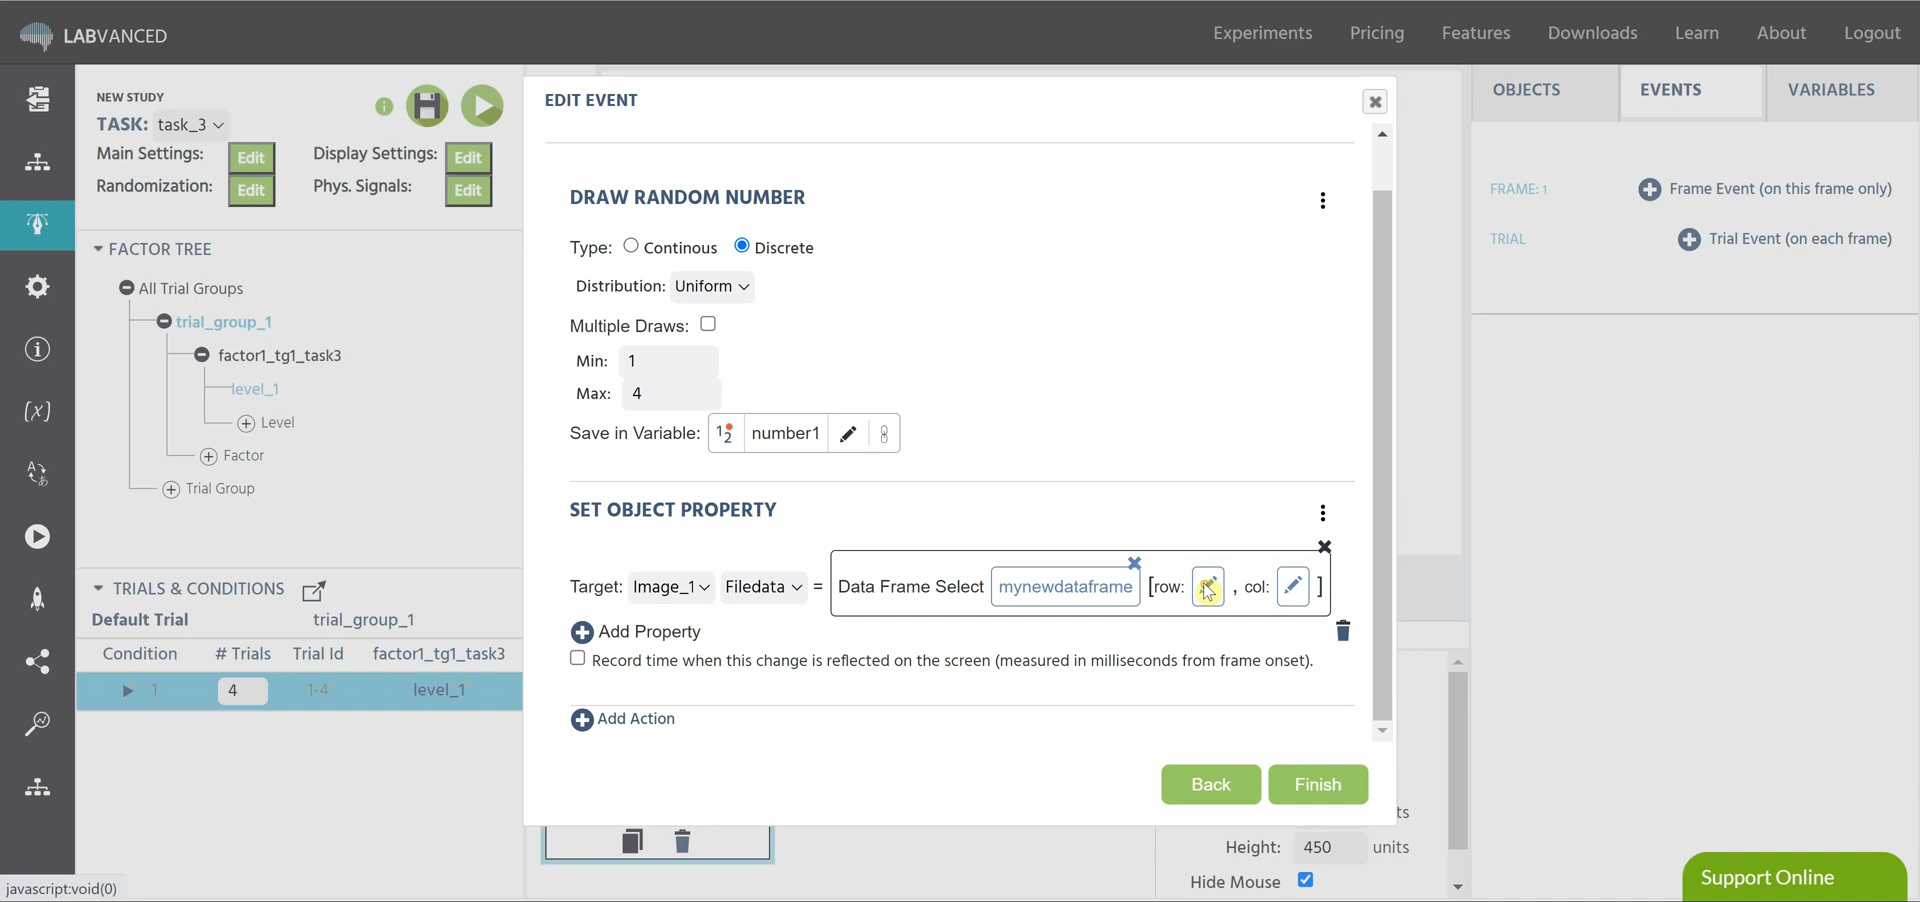 LABVANCED
Experiments Pricing Features Downloads Learn About Logout
NEW STUDY
TASK: task_3
Main Settings: Edit Display Settings: Edit
Randomization: Edit Phys. Signals: Edit
FACTOR TREE
All Trial Groups
trial_group_1
factor1_tg1_task3
level_1
Level
Factor
Trial Group
TRIALS & CONDITIONS
Default Trial trial_group_1
Condition # Trials Trial Id factor1_tg1_task3
1 4 1-4 level_1
javascript:void(0)
EDIT EVENT
DRAW RANDOM NUMBER
Type: Continous Discrete
Distribution: Uniform
Multiple Draws:
Min: 1
Max: 4
Save in Variable: 12 number1
SET OBJECT PROPERTY
Target: Image_1 Filedata = Data Frame Select mynewdataframe [row: , col: ]
Add Property
Record time when this change is reflected on the screen (measured in milliseconds from frame onset).
Add Action
Back Finish
ts
Height: 450 units
Hide Mouse
OBJECTS EVENTS VARIABLES
FRAME: 1 Frame Event (on this frame only)
TRIAL Trial Event (on each frame)
Support Online